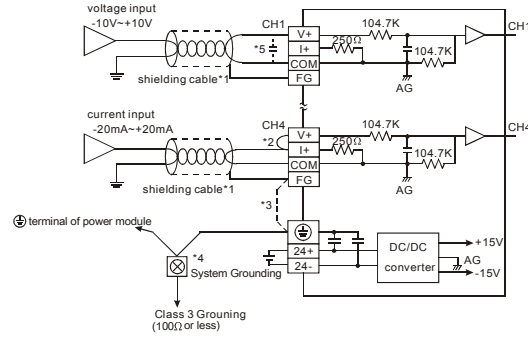 voltage input
-10V~+10V
CH1
V+
I+
COM
FG
*5
shielding cable*1
250Ω
104.7K
104.7K
AG
CH1
current input
-20mA~+20mA
CH4
V+
I+
COM
FG
*2
shielding cable*1
250Ω
104.7K
104.7K
AG
CH4
*3
terminal of power module
*4
System Grounding
24+
24-
DC/DC
converter
+15V
AG
-15V
Class 3 Grouning
(100Ω or less)